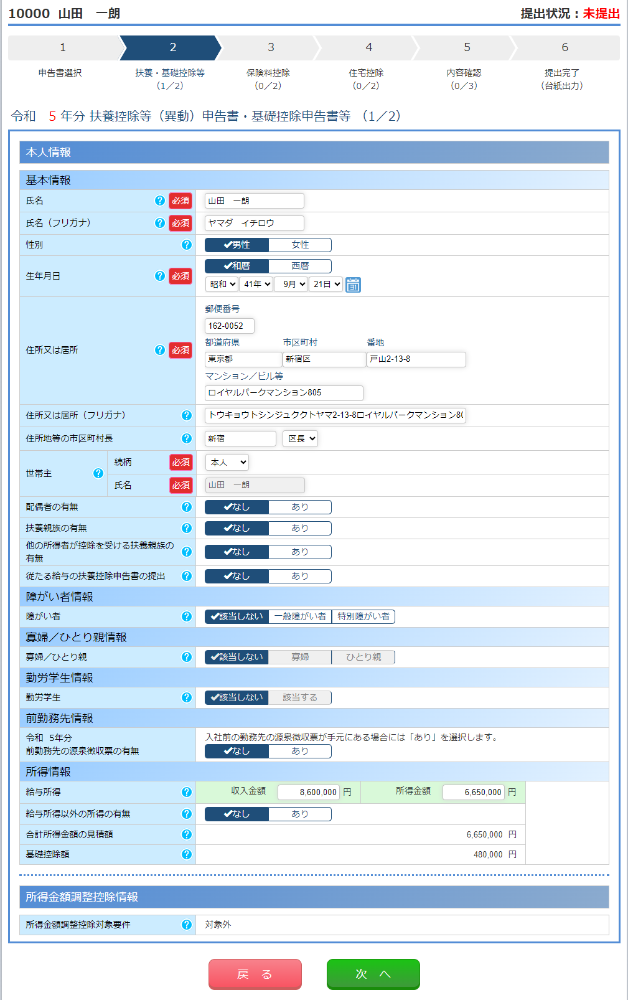 10000 山田　一朗
提出状況：未提出
1 2 3 4 5 6
申告書選択 扶養・基礎控除等 保険料控除 住宅控除 内容確認 提出完了
（1／2） （0／2） （0／2） （0／3） （台紙出力）
令和　5 年分 扶養控除等（異動）申告書・基礎控除申告書等 （1／2）
本人情報
基本情報
氏名 ? 必須 山田　一朗
氏名（フリガナ） ? 必須 ヤマダ　イチロウ
性別 ? ✔男性 女性
生年月日 ? 必須 ✔和暦 西暦
昭和 41年 9月 21日 31
住所又は居所 ? 必須
郵便番号
162-0052
都道府県 市区町村 番地
東京都 新宿区 戸山2-13-8
マンション／ビル等
ロイヤルパークマンション805
住所又は居所（フリガナ） ? トウキョウトシンジュククトヤマ2-13-8ロイヤルパークマンション80
住所地等の市区町村長 ? 新宿 区長
世帯主 ? 続柄 必須 本人
氏名 必須 山田　一朗
配偶者の有無 ? ✔なし あり
扶養親族の有無 ? ✔なし あり
他の所得者が控除を受ける扶養親族の
有無 ? ✔なし あり
従たる給与の扶養控除申告書の提出 ? ✔なし あり
障がい者情報
障がい者 ? ✔該当しない 一般障がい者 特別障がい者
寡婦／ひとり親情報
寡婦／ひとり親 ? ✔該当しない 寡婦 ひとり親
勤労学生情報
勤労学生 ? ✔該当しない 該当する
前勤務先情報
令和 5年分
前勤務先の源泉徴収票の有無
入社前の勤務先の源泉徴収票が手元にある場合には「あり」を選択します。
✔なし あり
所得情報
給与所得 ? 収入金額 8,600,000 円 所得金額 6,650,000 円
給与所得以外の所得の有無 ? ✔なし あり
合計所得金額の見積額 ? 6,650,000 円
基礎控除額 ? 480,000 円
所得金額調整控除情報
所得金額調整控除対象要件 ? 対象外
戻　る 次　へ